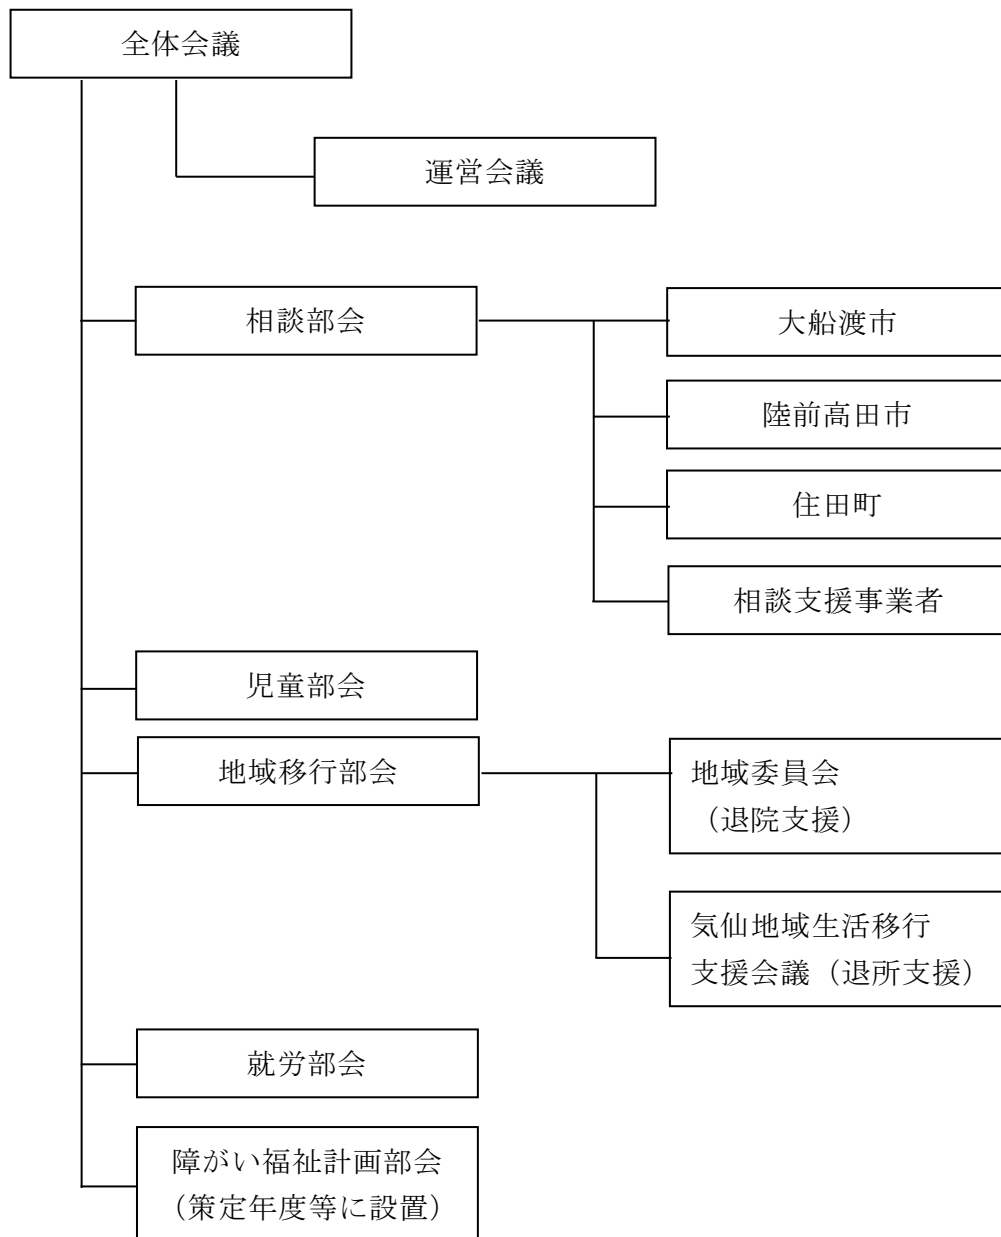 全体会議
運営会議
相談部会
大船渡市
陸前高田市
住田町
相談支援事業者
児童部会
地域移行部会
地域委員会
（退院支援）
気仙地域生活移行
支援会議（退所支援）
就労部会
障がい福祉計画部会
（策定年度等に設置）